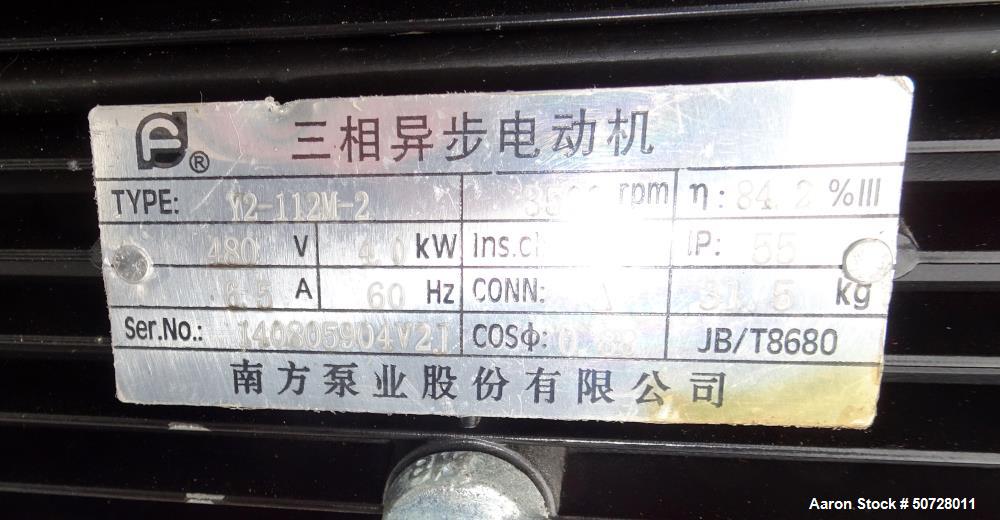 ® 三相异步电动机
TYPE: Y2-112M-2 rpm η: 84.2 %III
480 V 4.0 kW Ins.cl IP: 55
6.5 A 60 Hz CONN: 31.5 kg
Ser.No.: 140805904V2J COSφ: JB/T8680
南方泵业股份有限公司
Aaron Stock # 50728011